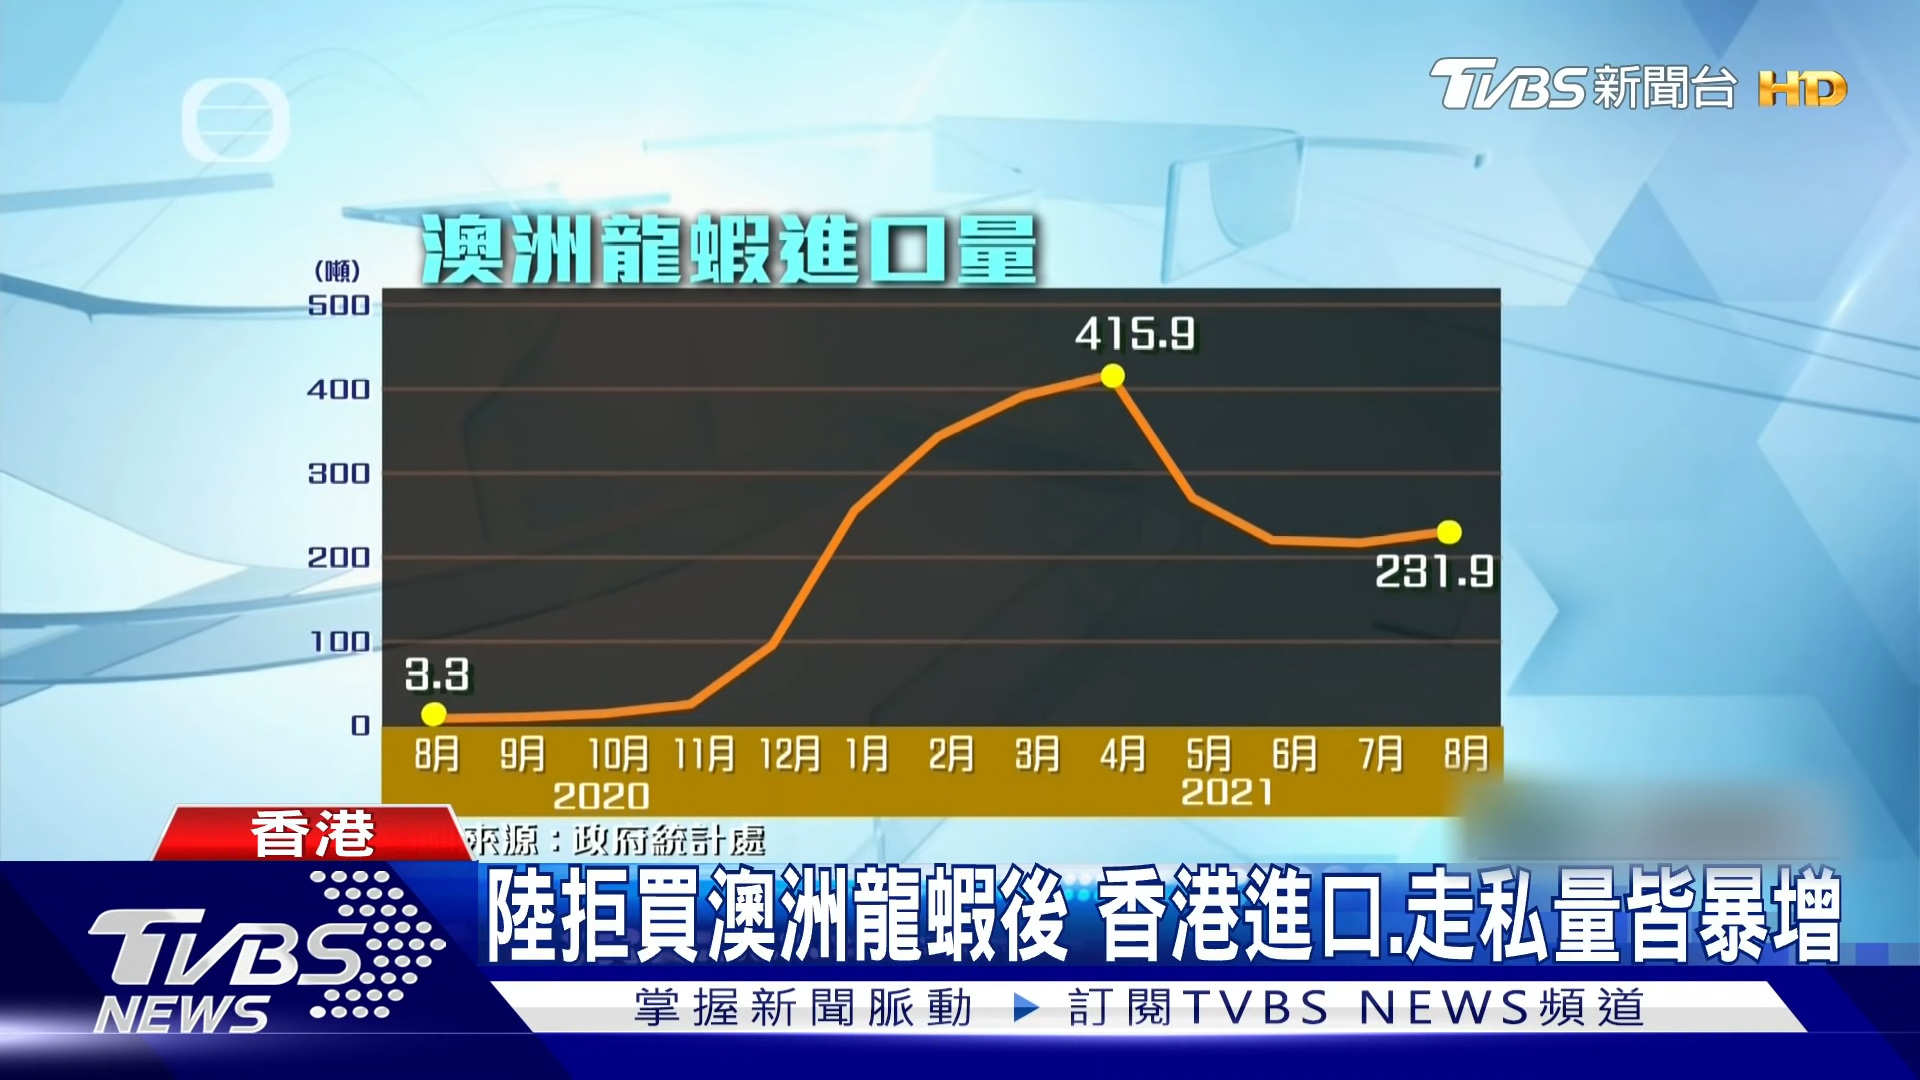 TVBS新聞台 HD
澳洲龍蝦進口量
(噸)
500
400
300
200
100
0
415.9
231.9
3.3
8月 9月 10月 11月 12月 1月 2月 3月 4月 5月 6月 7月 8月
2020 2021
來源：政府統計處
香港
陸拒買澳洲龍蝦後 香港進口.走私量皆暴增
TVBS
NEWS
掌握新聞脈動 ▶ 訂閱TVBS NEWS頻道